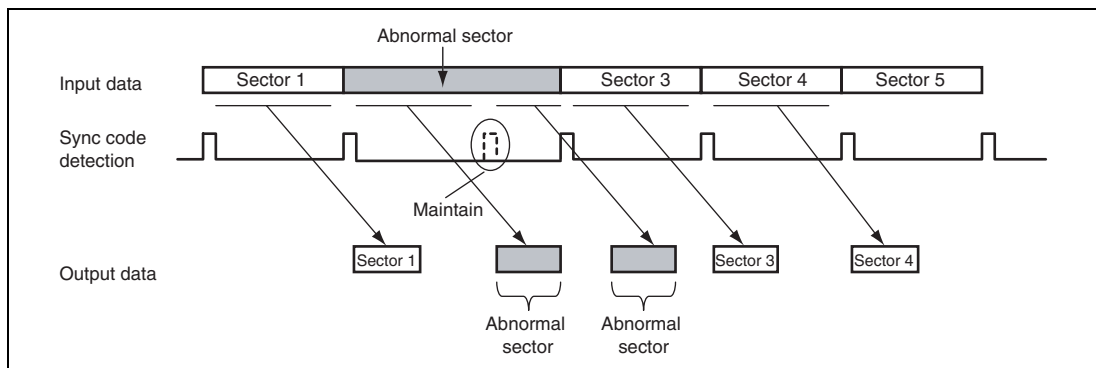 Abnormal sector
Input data
Sector 1
Sector 3
Sector 4
Sector 5
Sync code
detection
Maintain
Output data
Sector 1
Sector 3
Sector 4
Abnormal
sector
Abnormal
sector